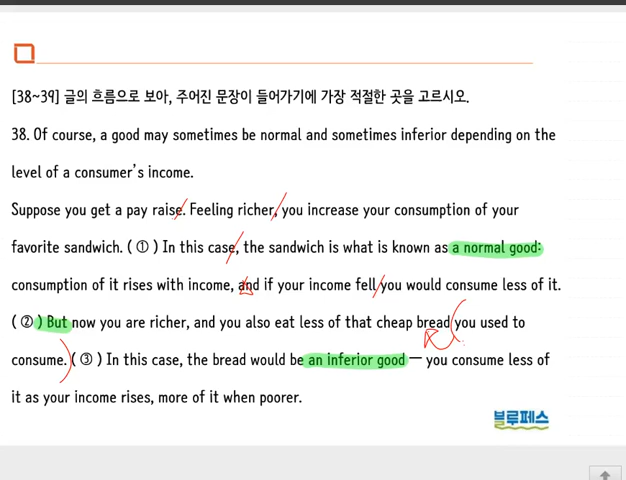 [38~39] 글의 흐름으로 보아, 주어진 문장이 들어가기에 가장 적절한 곳을 고르시오.
38. Of course, a good may sometimes be normal and sometimes inferior depending on the
level of a consumer's income.
Suppose you get a pay raise. Feeling richer, you increase your consumption of your
favorite sandwich. ( ① ) In this case, the sandwich is what is known as a normal good:
consumption of it rises with income, and if your income fell you would consume less of it.
( ② ) But now you are richer, and you also eat less of that cheap bread you used to
consume. ( ③ ) In this case, the bread would be an inferior good — you consume less of
it as your income rises, more of it when poorer.
블루페스